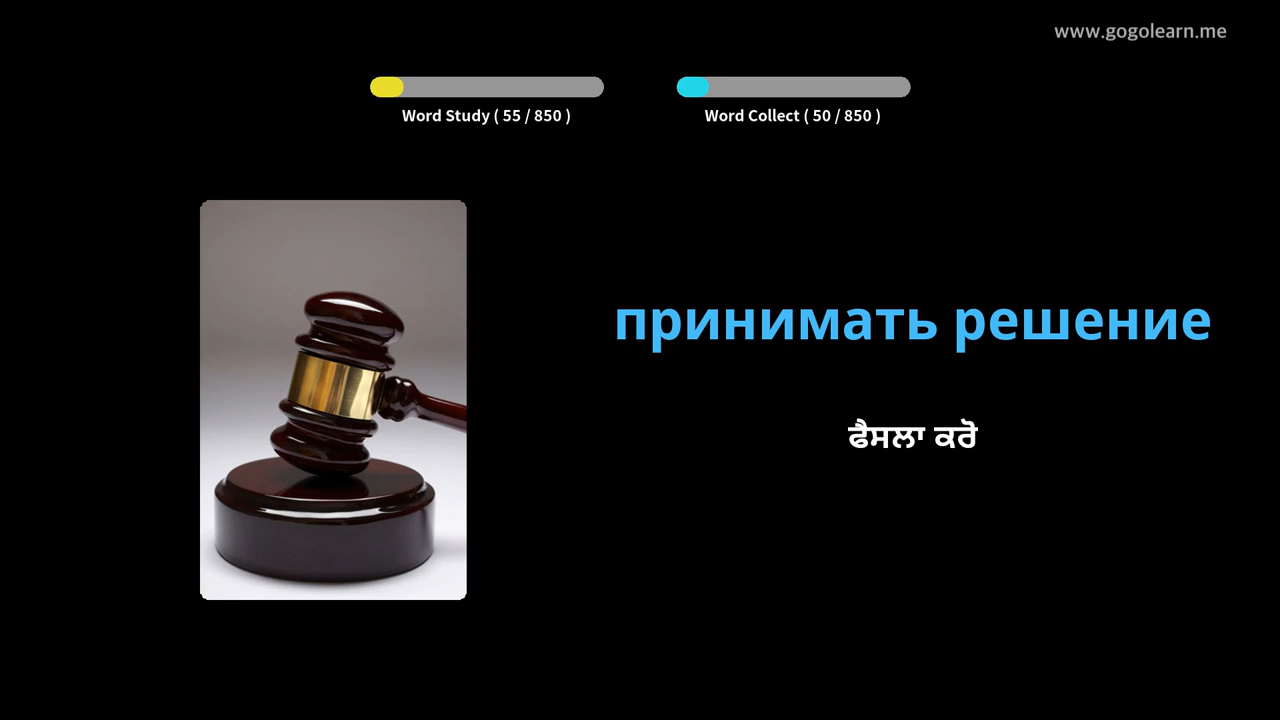 www.gogolearn.me
Word Study ( 55 / 850 )
Word Collect ( 50 / 850 )
принимать решение
ਫੈਸਲਾ ਕਰੋ